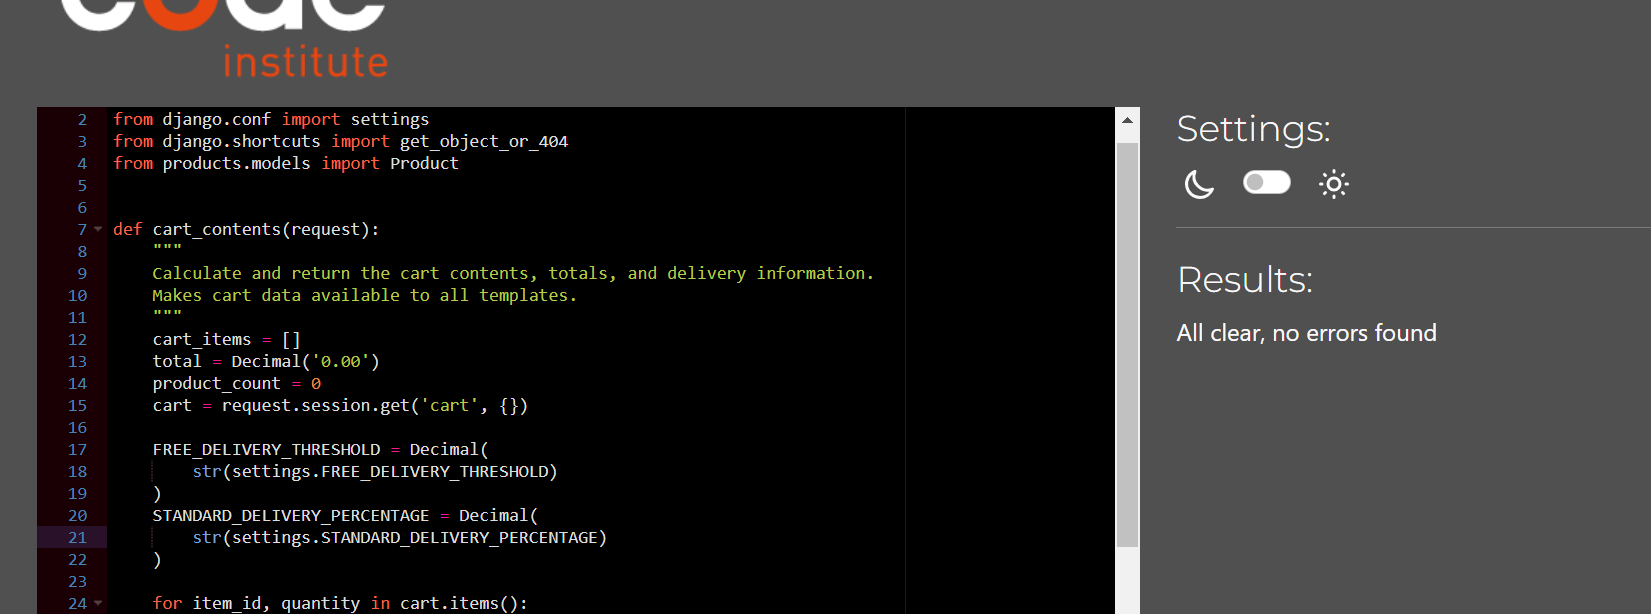 code
institute
2 from django.conf import settings
3 from django.shortcuts import get_object_or_404
4 from products.models import Product
5
6
7 def cart_contents(request):
8 """
9 Calculate and return the cart contents, totals, and delivery information.
10 Makes cart data available to all templates.
11 """
12 cart_items = []
13 total = Decimal('0.00')
14 product_count = 0
15 cart = request.session.get('cart', {})
16
17 FREE_DELIVERY_THRESHOLD = Decimal(
18 str(settings.FREE_DELIVERY_THRESHOLD)
19 )
20 STANDARD_DELIVERY_PERCENTAGE = Decimal(
21 str(settings.STANDARD_DELIVERY_PERCENTAGE)
22 )
23
24 for item_id, quantity in cart.items():
Settings:
Results:
All clear, no errors found